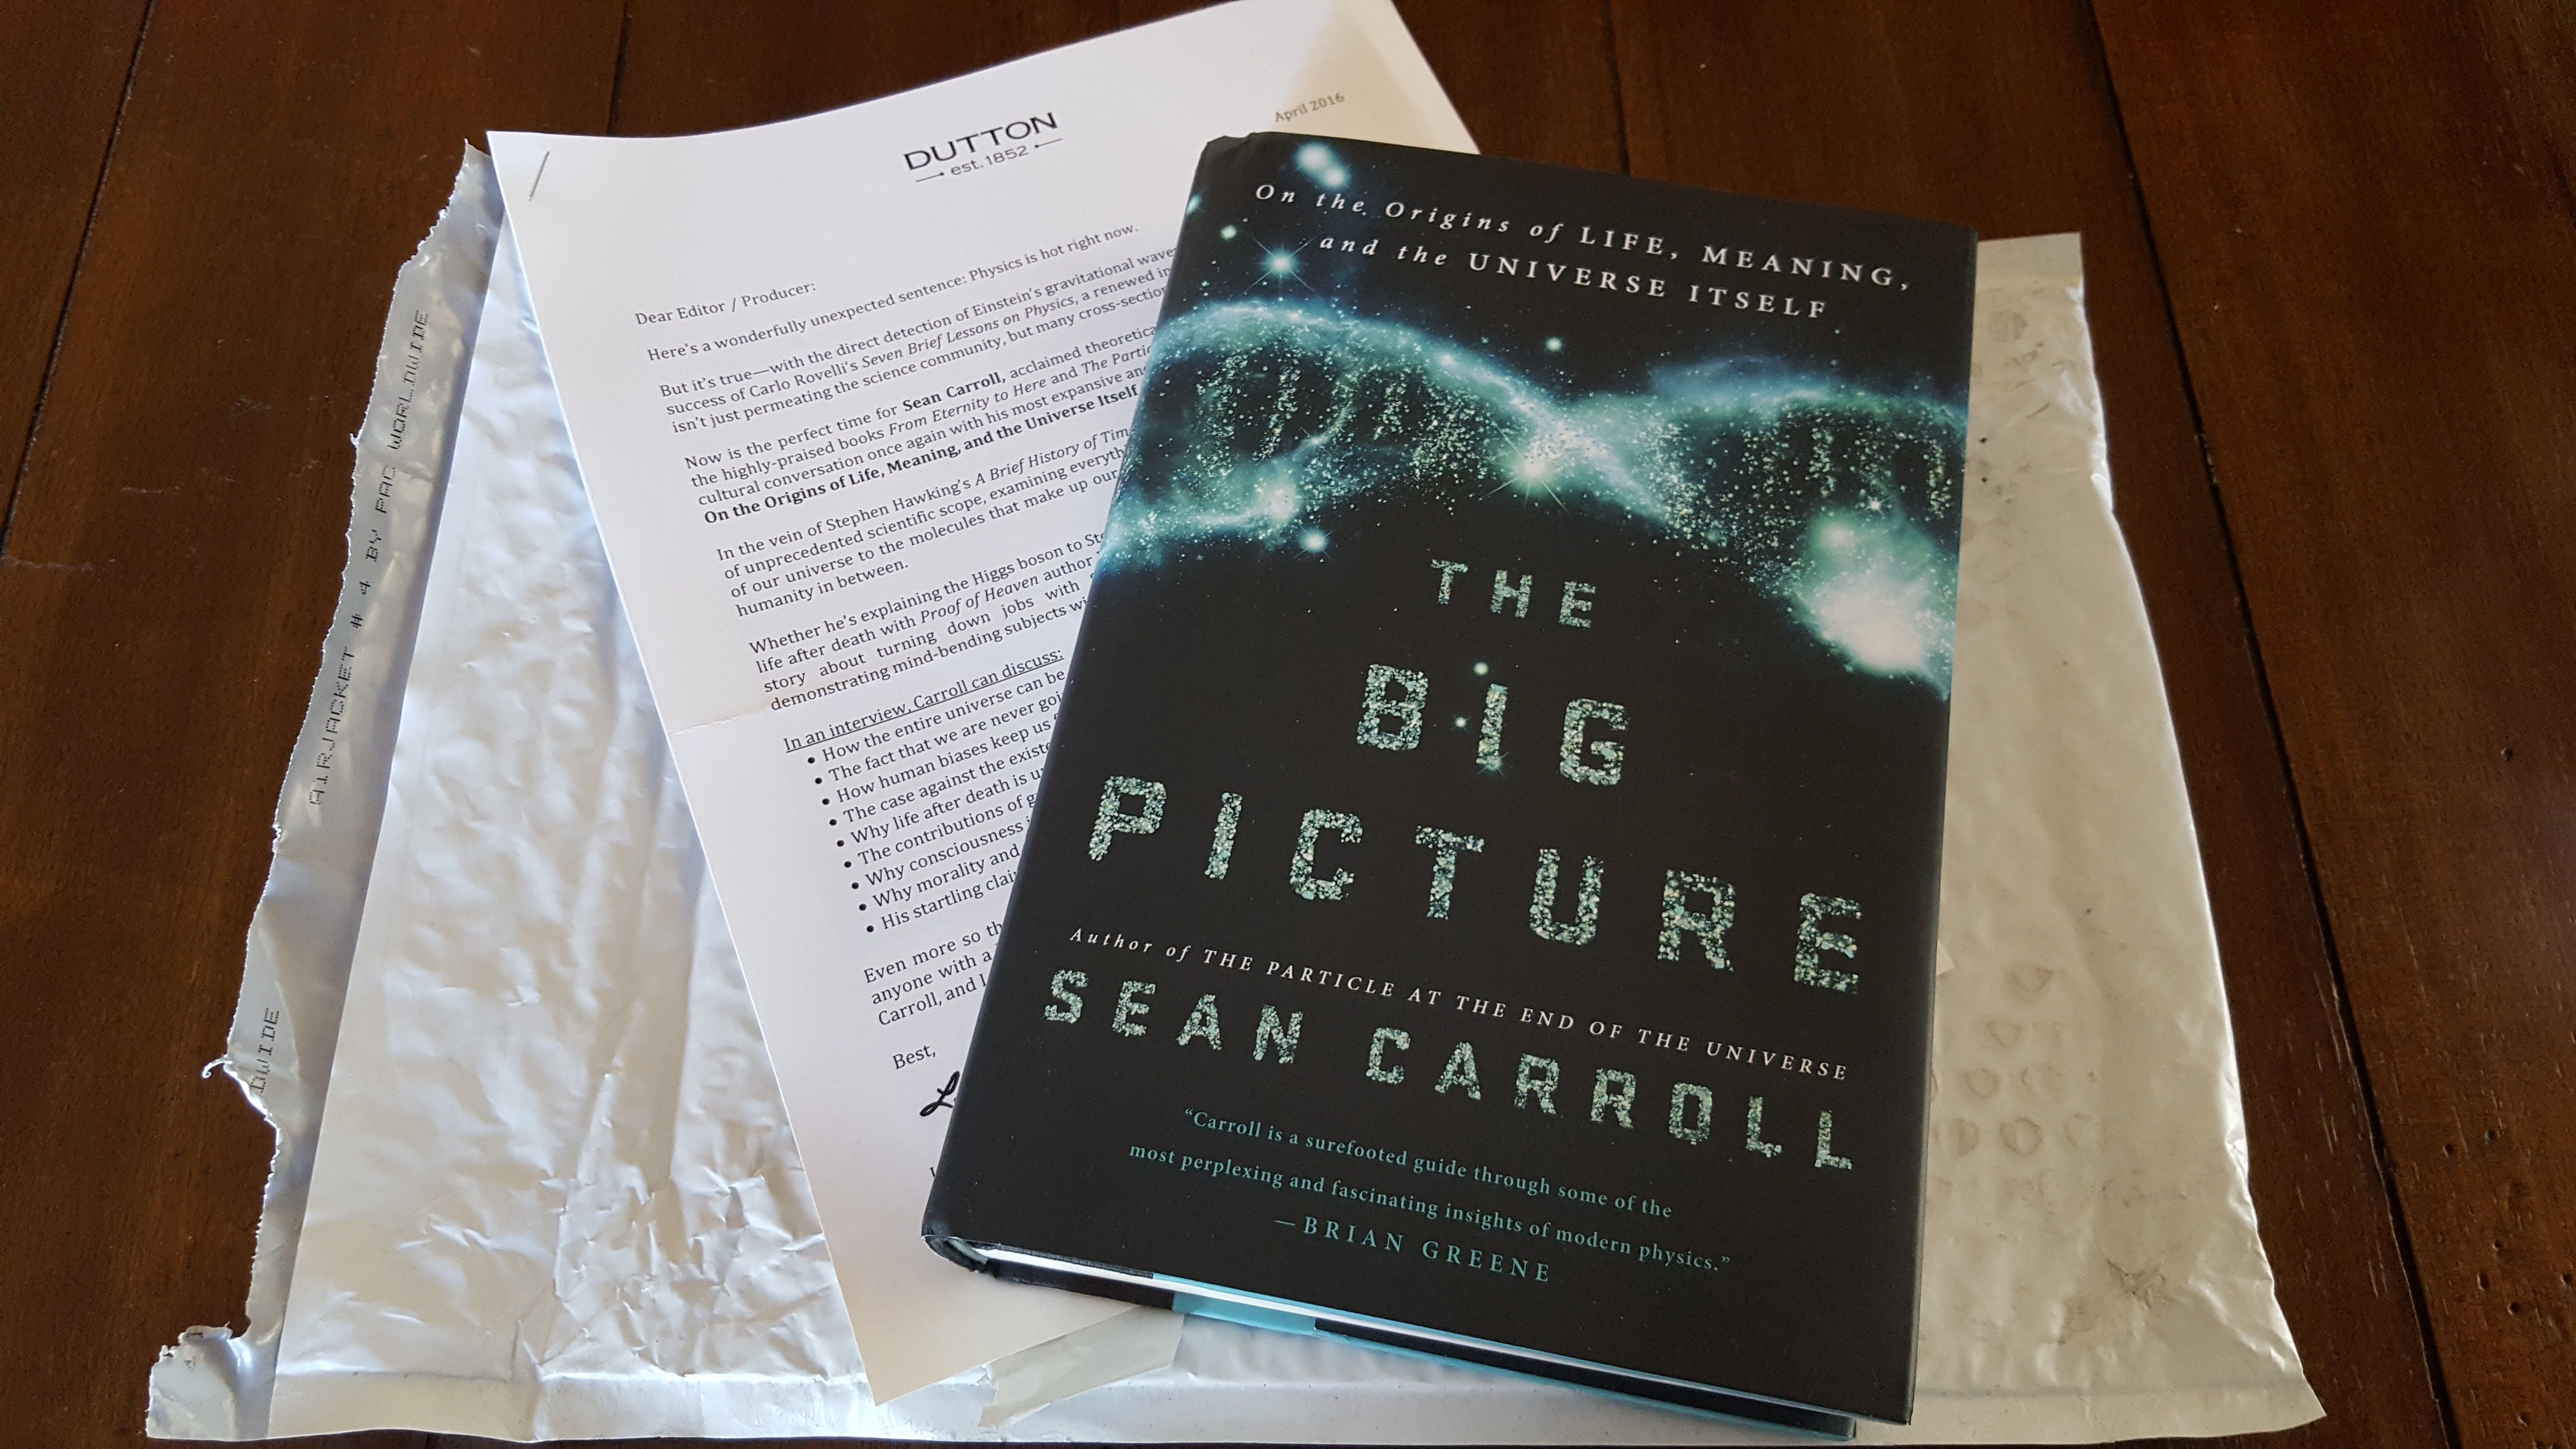 DUTTON
est. 1852
April 2016
Dear Editor / Producer:
Here's a wonderfully unexpected sentence: Physics is hot right now.
But it's true—with the direct detection of Einstein's gravitational waves
success of Carlo Rovelli's Seven Brief Lessons on Physics, a renewed in
isn't just permeating the science community, but many cross-section
Now is the perfect time for Sean Carroll, acclaimed theoretica
the highly-praised books From Eternity to Here and The Partic
cultural conversation once again with his most expansive an
On the Origins of Life, Meaning, and the Universe Itself
In the vein of Stephen Hawking's A Brief History of Tim
of unprecedented scientific scope, examining everyth
of our universe to the molecules that make up our
humanity in between.
Whether he's explaining the Higgs boson to Ste
life after death with Proof of Heaven author
story about turning down jobs with
demonstrating mind-bending subjects wi
In an interview, Carroll can discuss:
• How the entire universe can be
• The fact that we are never goi
• How human biases keep us
• The case against the existe
• Why life after death is u
• The contributions of g
• Why consciousness i
• Why morality and
• His startling clai
Even more so th
anyone with a
Carroll, and I
Best,
On the Origins of LIFE, MEANING,
and the UNIVERSE ITSELF
THE
BIG
PICTURE
Author of THE PARTICLE AT THE END OF THE UNIVERSE
SEAN CARROLL
“Carroll is a surefooted guide through some of the
most perplexing and fascinating insights of modern physics.”
—BRIAN GREENE
AIRJACKET # 4 BY PAC WORLDWIDE
DWIDE